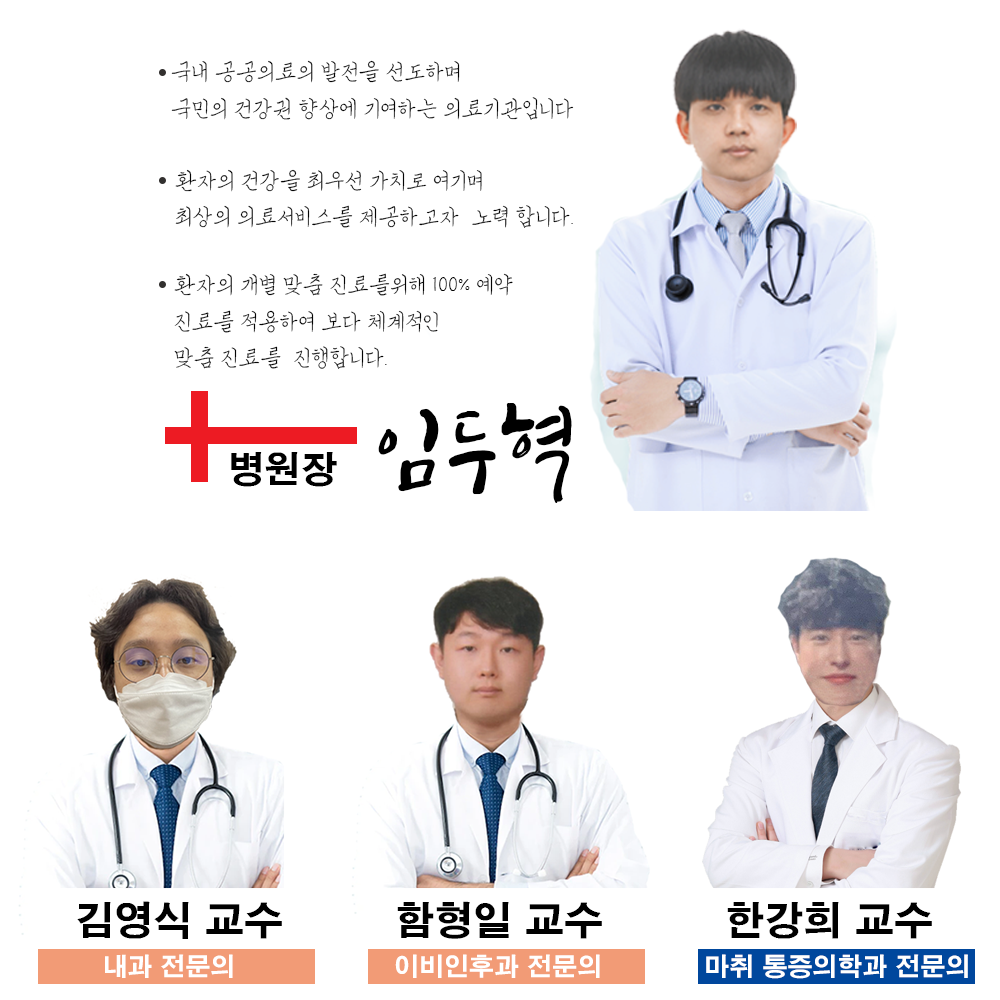 • 국내 공공의료의 발전을 선도하며
국민의 건강권 향상에 기여하는 의료기관입니다
• 환자의 건강을 최우선 가치로 여기며
최상의 의료서비스를 제공하고자 노력 합니다.
• 환자의 개별 맞춤 진료를위해 100% 예약
진료를 적용하여 보다 체계적인
맞춤 진료를 진행합니다.
병원장 임두혁
김영식 교수
내과 전문의
함형일 교수
이비인후과 전문의
한강희 교수
마취 통증의학과 전문의